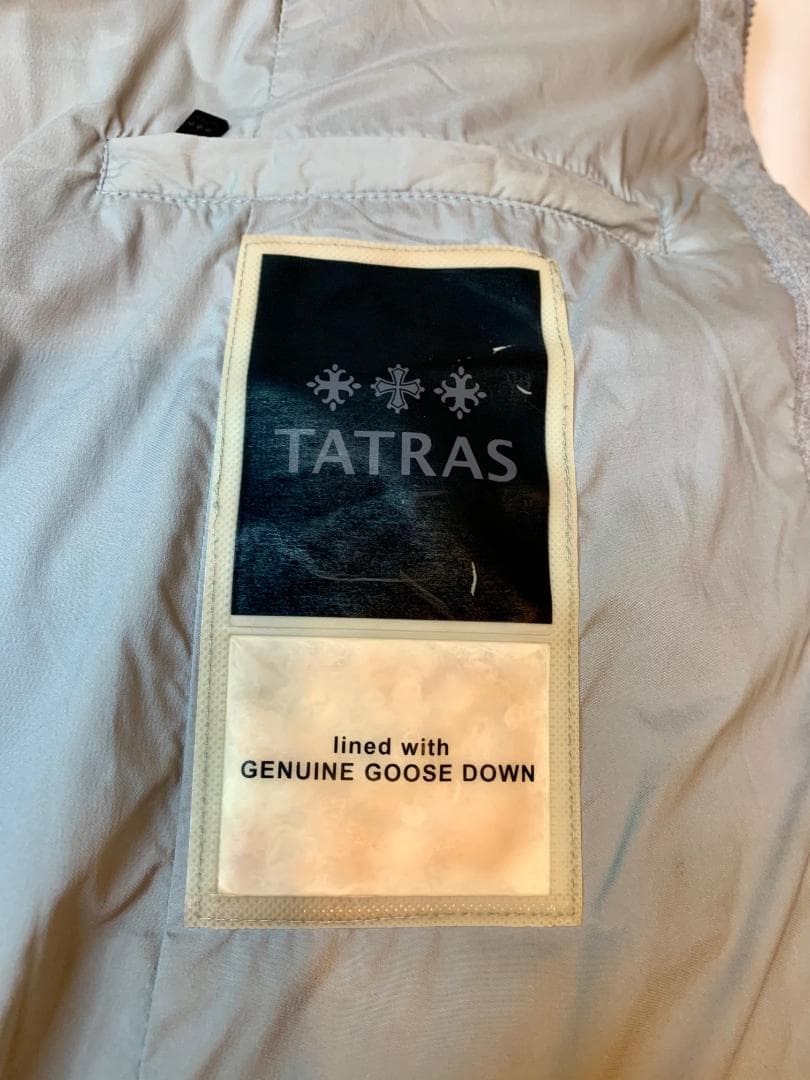 TATRAS
lined with
GENUINE GOOSE DOWN